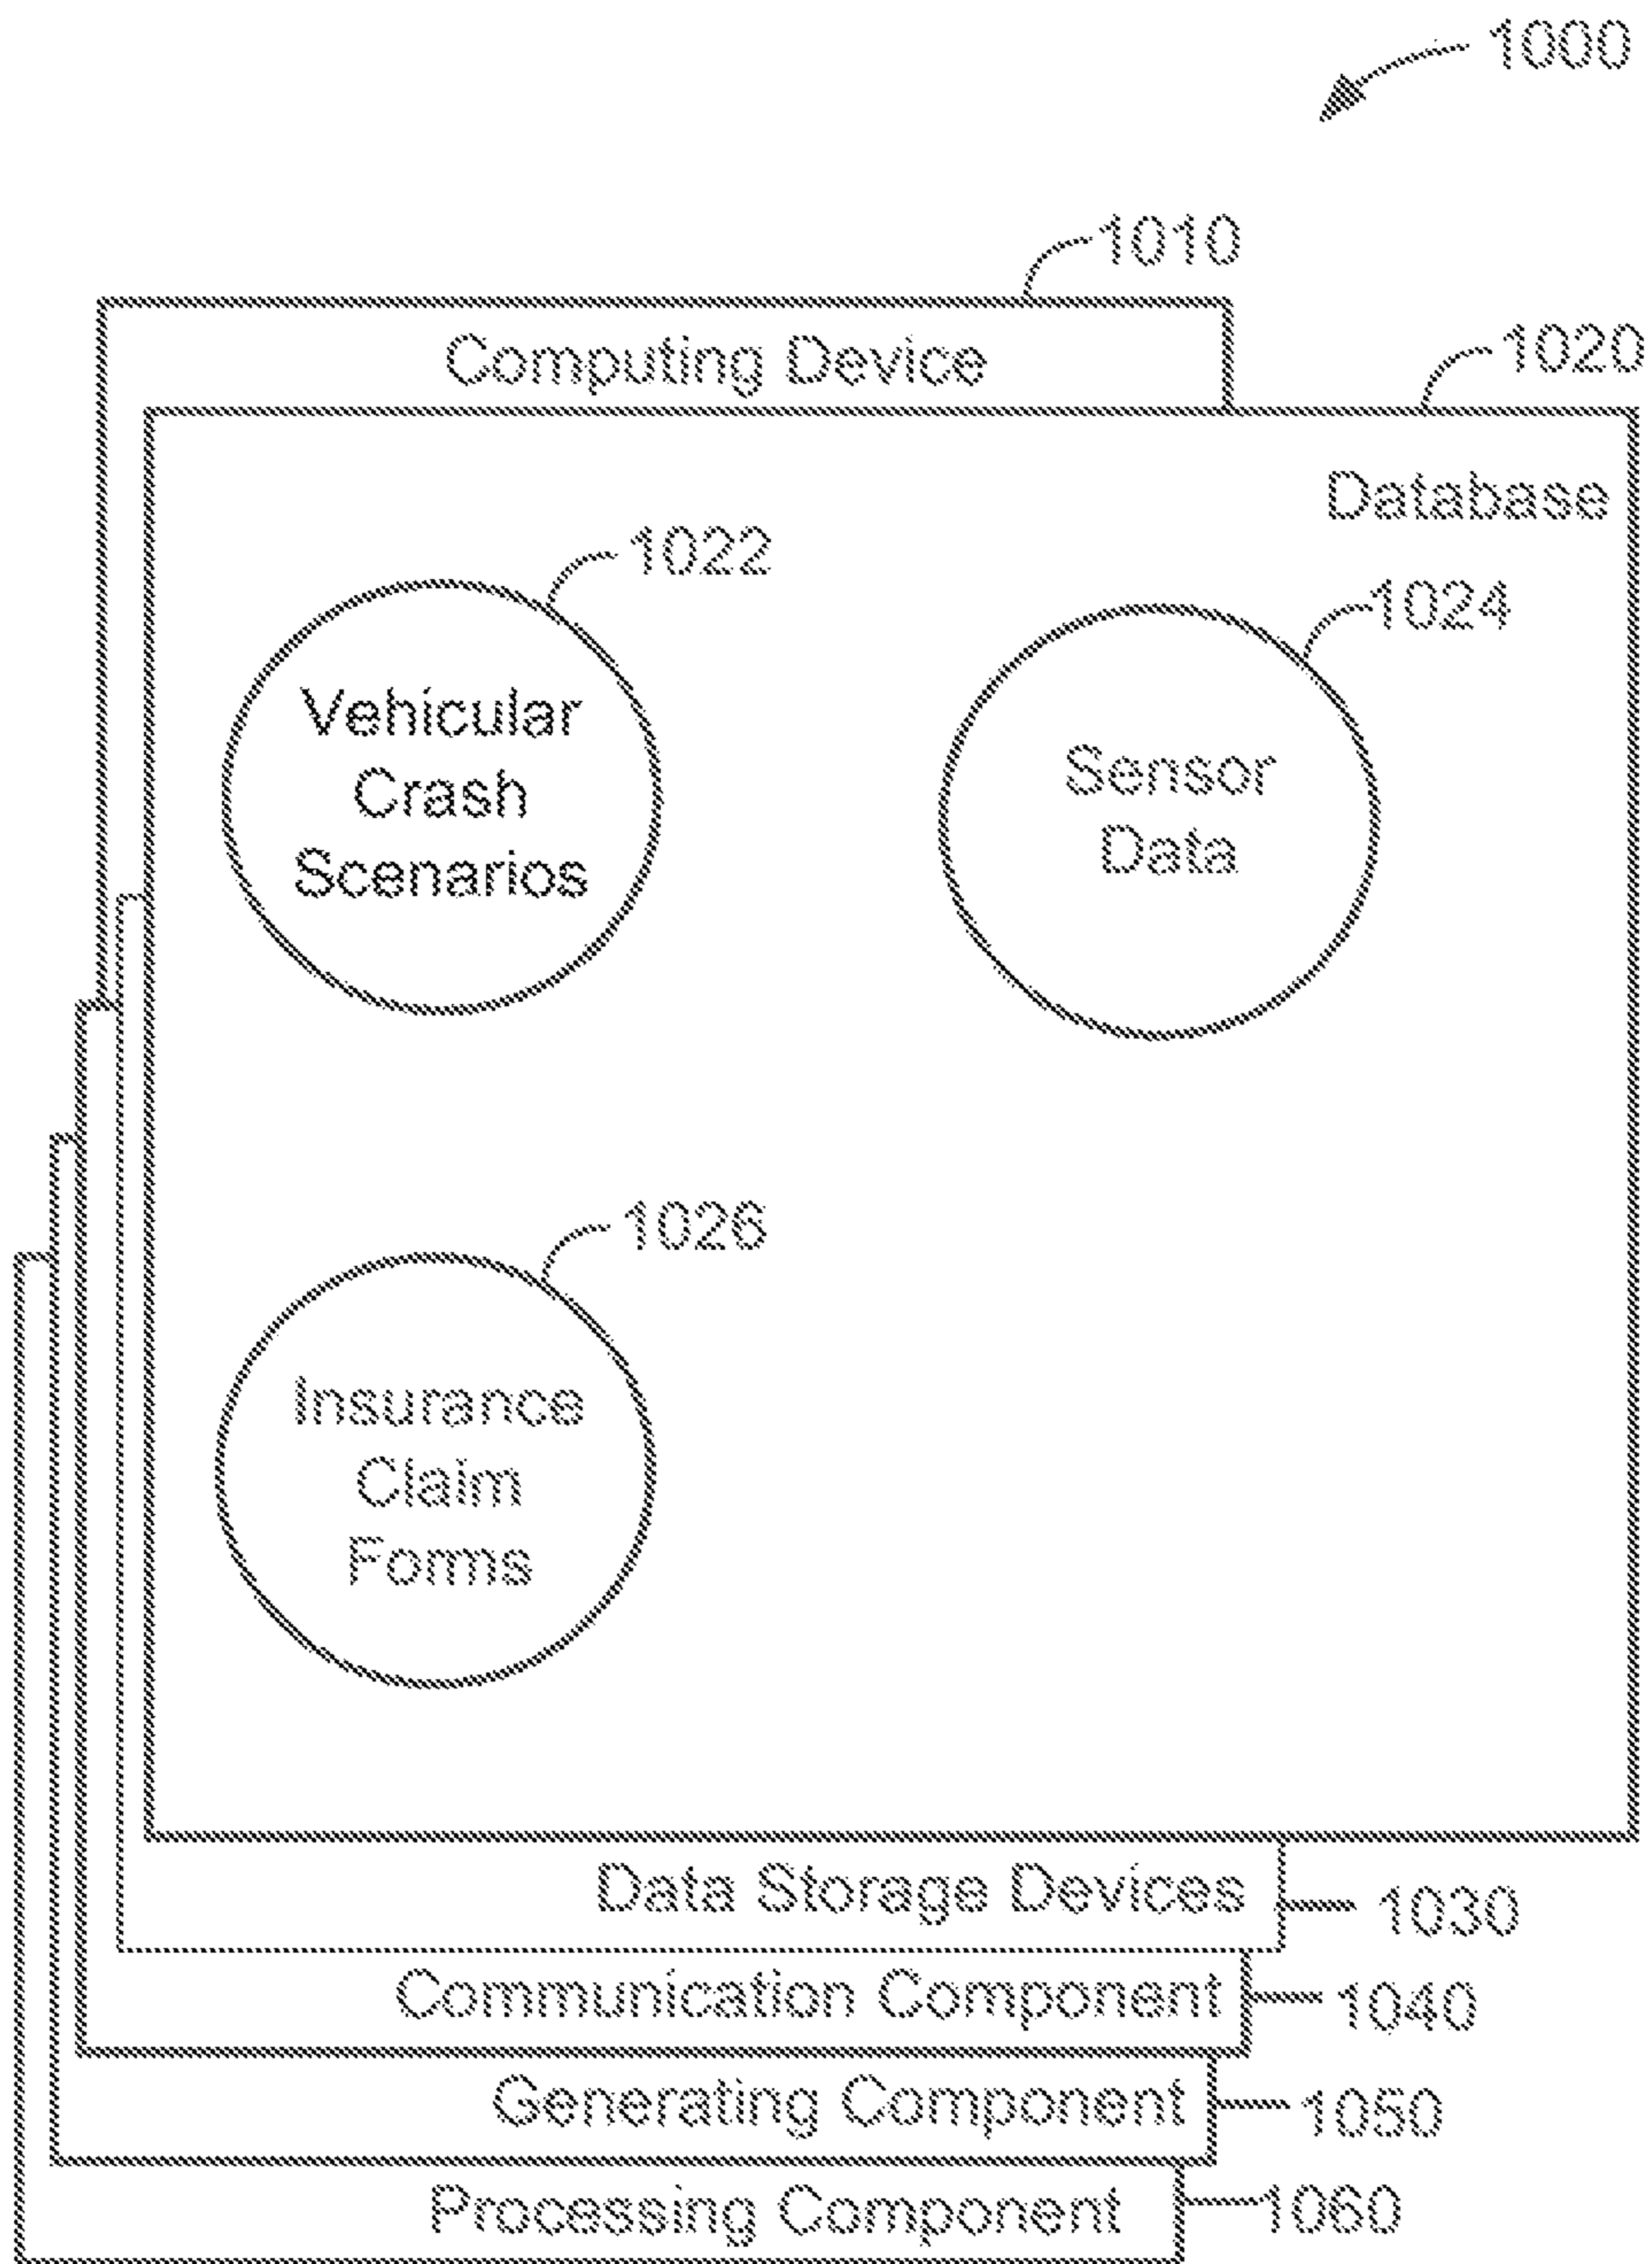 1000
1010
Computing Device
1020
Database
1022
1024
Vehicular
Crash
Scenarios
Sensor
Data
1026
Insurance
Claim
Forms
Data Storage Devices
1030
Communication Component
1040
Generating Component
1050
Processing Component
1060